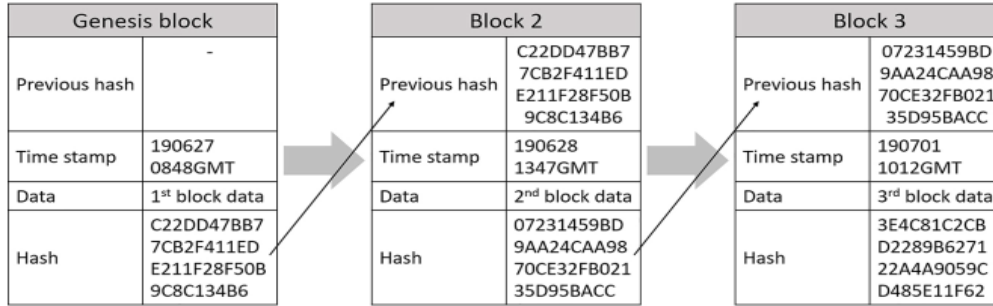 Genesis block
Previous hash
-
Time stamp
190627
0848GMT
Data
1st block data
Hash
C22DD47BB7
7CB2F411ED
E211F28F50B
9C8C134B6
Block 2
Previous hash
C22DD47BB7
7CB2F411ED
E211F28F50B
9C8C134B6
Time stamp
190628
1347GMT
Data
2nd block data
Hash
07231459BD
9AA24CAA98
70CE32FB021
35D95BACC
Block 3
Previous hash
07231459BD
9AA24CAA98
70CE32FB021
35D95BACC
Time stamp
190701
1012GMT
Data
3rd block data
Hash
3E4C81C2CB
D2289B6271
22A4A9059C
D485E11F62